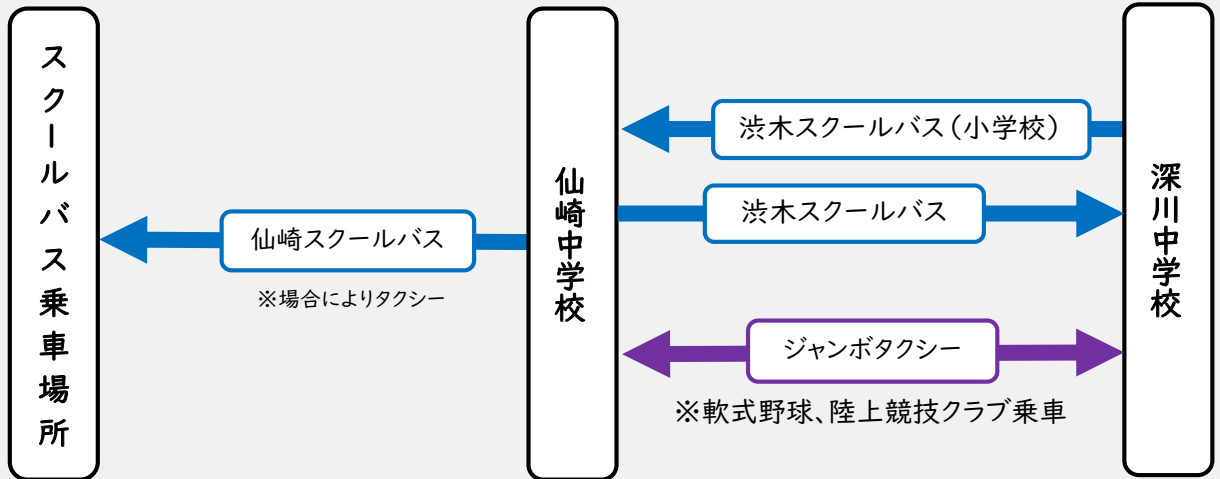 スクールバス乗車場所
仙崎中学校
深川中学校
渋木スクールバス（小学校）
渋木スクールバス
仙崎スクールバス
※場合によりタクシー
ジャンボタクシー
※軟式野球、陸上競技クラブ乗車